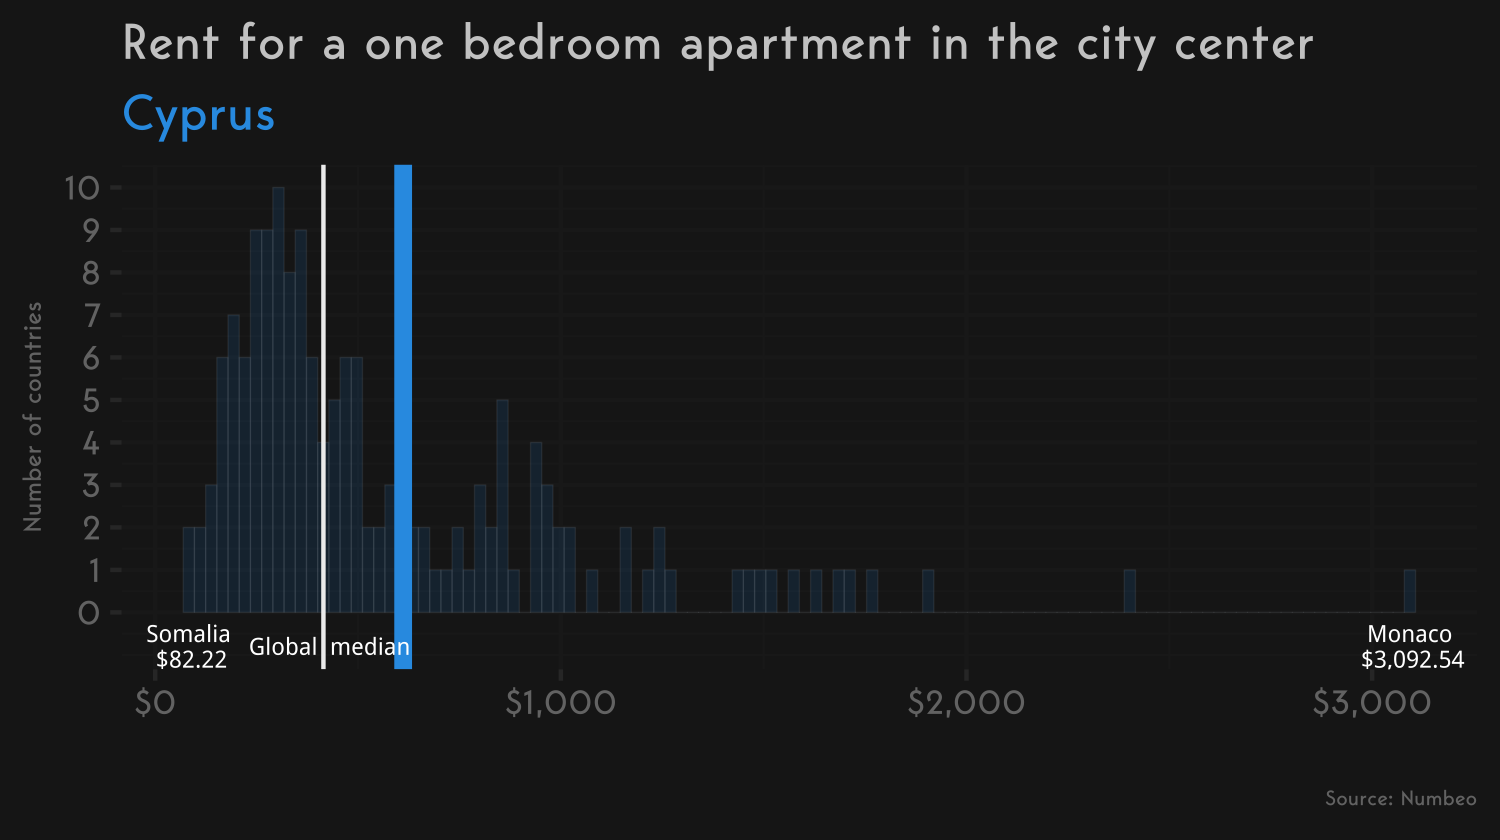 Rent for a one bedroom apartment in the city center
Cyprus
Number of countries
10
9
8
7
6
5
4
3
2
1
0
Somalia
$82.22
Global median
Monaco
$3,092.54
$0 $1,000 $2,000 $3,000
Source: Numbeo